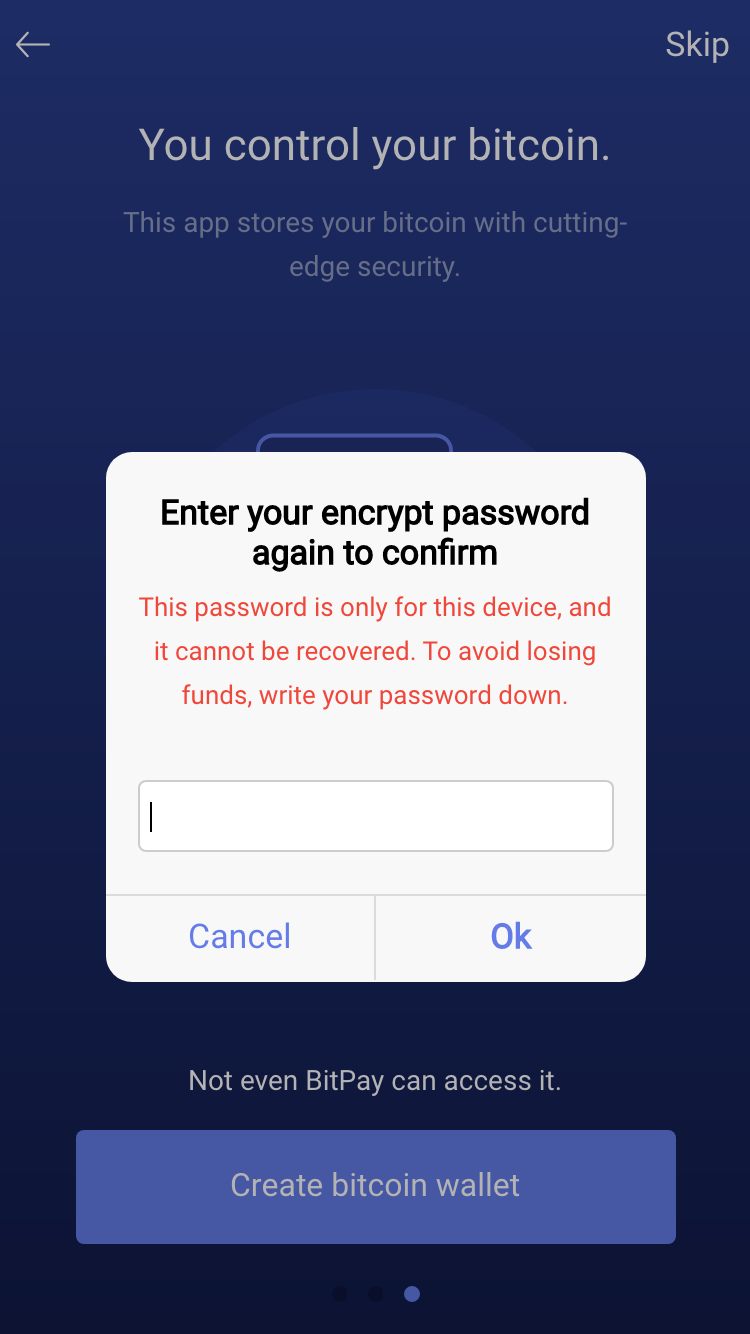 Skip
You control your bitcoin.
This app stores your bitcoin with cutting-
edge security.
Enter your encrypt password
again to confirm
This password is only for this device, and
it cannot be recovered. To avoid losing
funds, write your password down.
Cancel
Ok
Not even BitPay can access it.
Create bitcoin wallet